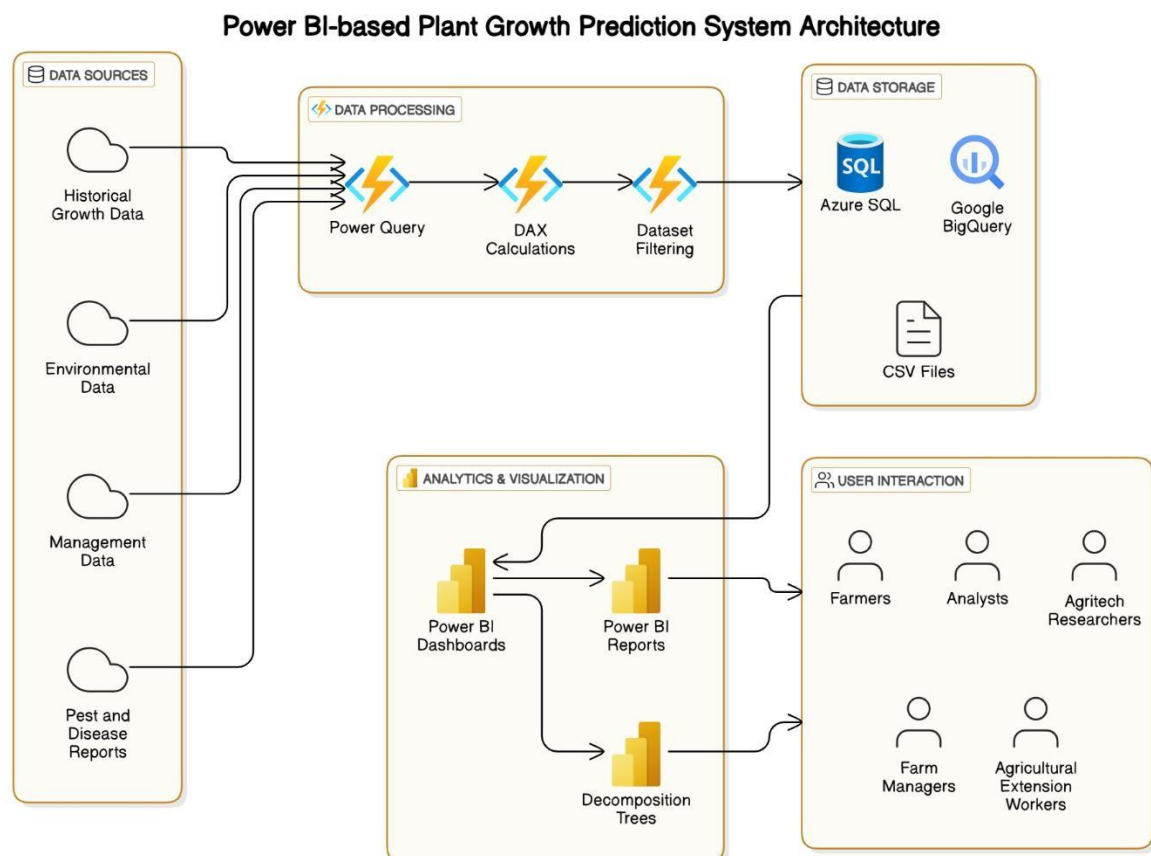 Power BI-based Plant Growth Prediction System Architecture
DATA SOURCES
Historical
Growth Data
Environmental
Data
Management
Data
Pest and
Disease
Reports
DATA PROCESSING
Power Query
DAX
Calculations
Dataset
Filtering
DATA STORAGE
SQL
Azure SQL
Google
BigQuery
CSV Files
ANALYTICS & VISUALIZATION
Power BI
Dashboards
Power BI
Reports
Decomposition
Trees
USER INTERACTION
Farmers
Analysts
Agritech
Researchers
Farm
Managers
Agricultural
Extension
Workers